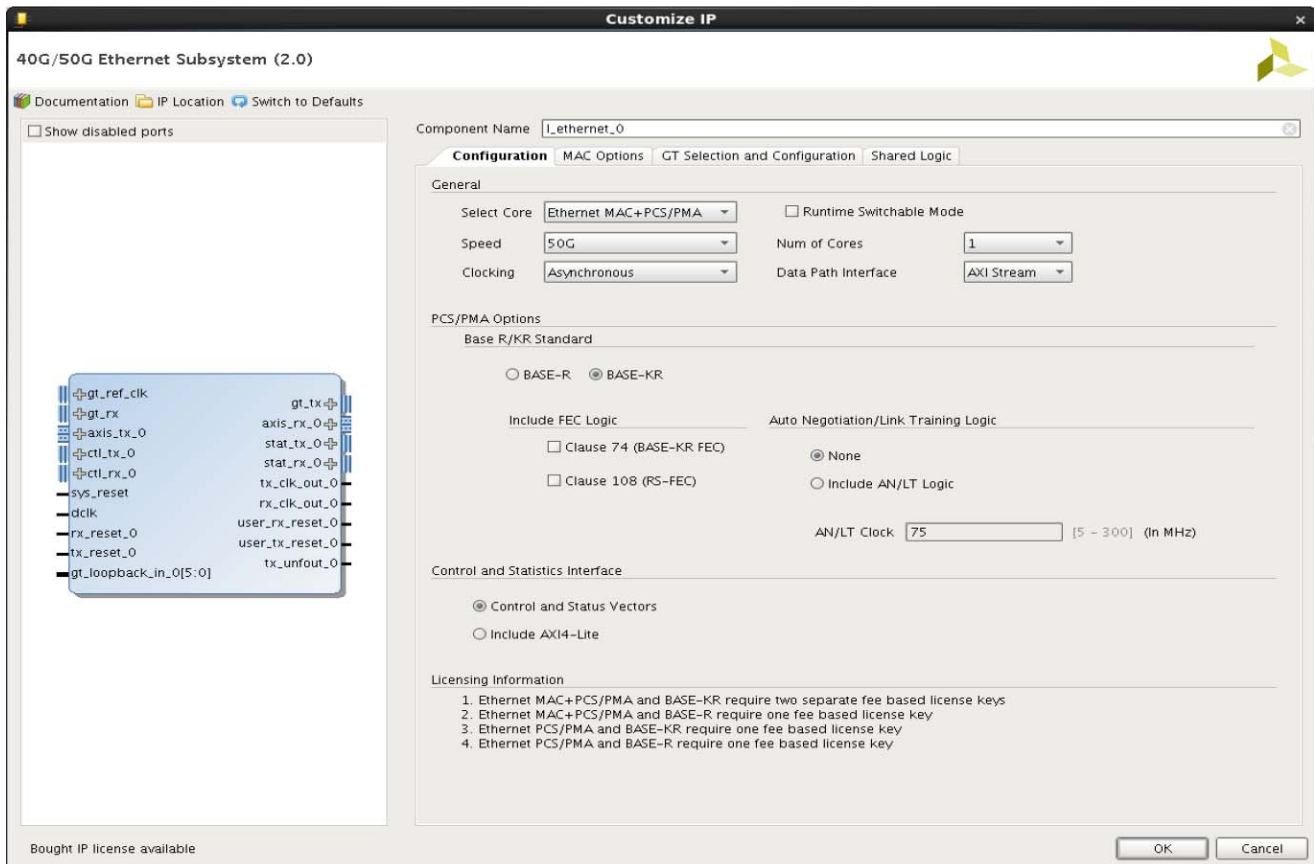 Customize IP
40G/50G Ethernet Subsystem (2.0)
Documentation IP Location Switch to Defaults
Show disabled ports
gt_ref_clk
gt_rx
axis_tx_0
ctl_tx_0
ctl_rx_0
sys_reset
dclk
rx_reset_0
tx_reset_0
gt_loopback_in_0[5:0]
gt_tx
axis_rx_0
stat_tx_0
stat_rx_0
tx_clk_out_0
rx_clk_out_0
user_rx_reset_0
user_tx_reset_0
tx_unfout_0
Component Name l_ethernet_0
Configuration MAC Options GT Selection and Configuration Shared Logic
General
Select Core Ethernet MAC+PCS/PMA Runtime Switchable Mode
Speed 50G Num of Cores 1
Clocking Asynchronous Data Path Interface AXI Stream
PCS/PMA Options
Base R/KR Standard
BASE-R BASE-KR
Include FEC Logic Auto Negotiation/Link Training Logic
Clause 74 (BASE-KR FEC) None
Clause 108 (RS-FEC) Include AN/LT Logic
AN/LT Clock 75 [5 - 300] (In MHz)
Control and Statistics Interface
Control and Status Vectors
Include AXI4-Lite
Licensing Information
1. Ethernet MAC+PCS/PMA and BASE-KR require two separate fee based license keys
2. Ethernet MAC+PCS/PMA and BASE-R require one fee based license key
3. Ethernet PCS/PMA and BASE-KR require one fee based license key
4. Ethernet PCS/PMA and BASE-R require one fee based license key
Bought IP license available OK Cancel